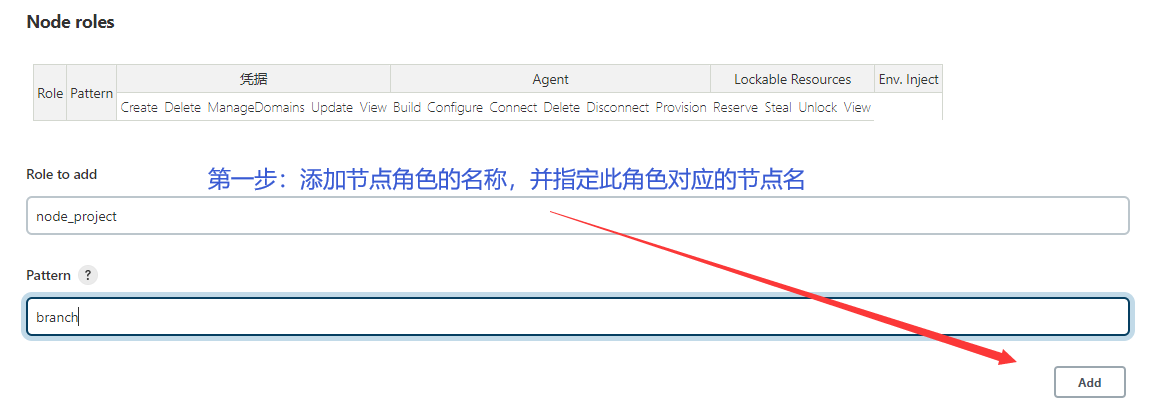 Node roles
凭据 Agent Lockable Resources Env. Inject
Role Pattern
Create Delete ManageDomains Update View Build Configure Connect Delete Disconnect Provision Reserve Steal Unlock View
Role to add
第一步：添加节点角色的名称，并指定此角色对应的节点名
node_project
Pattern ?
branch
Add